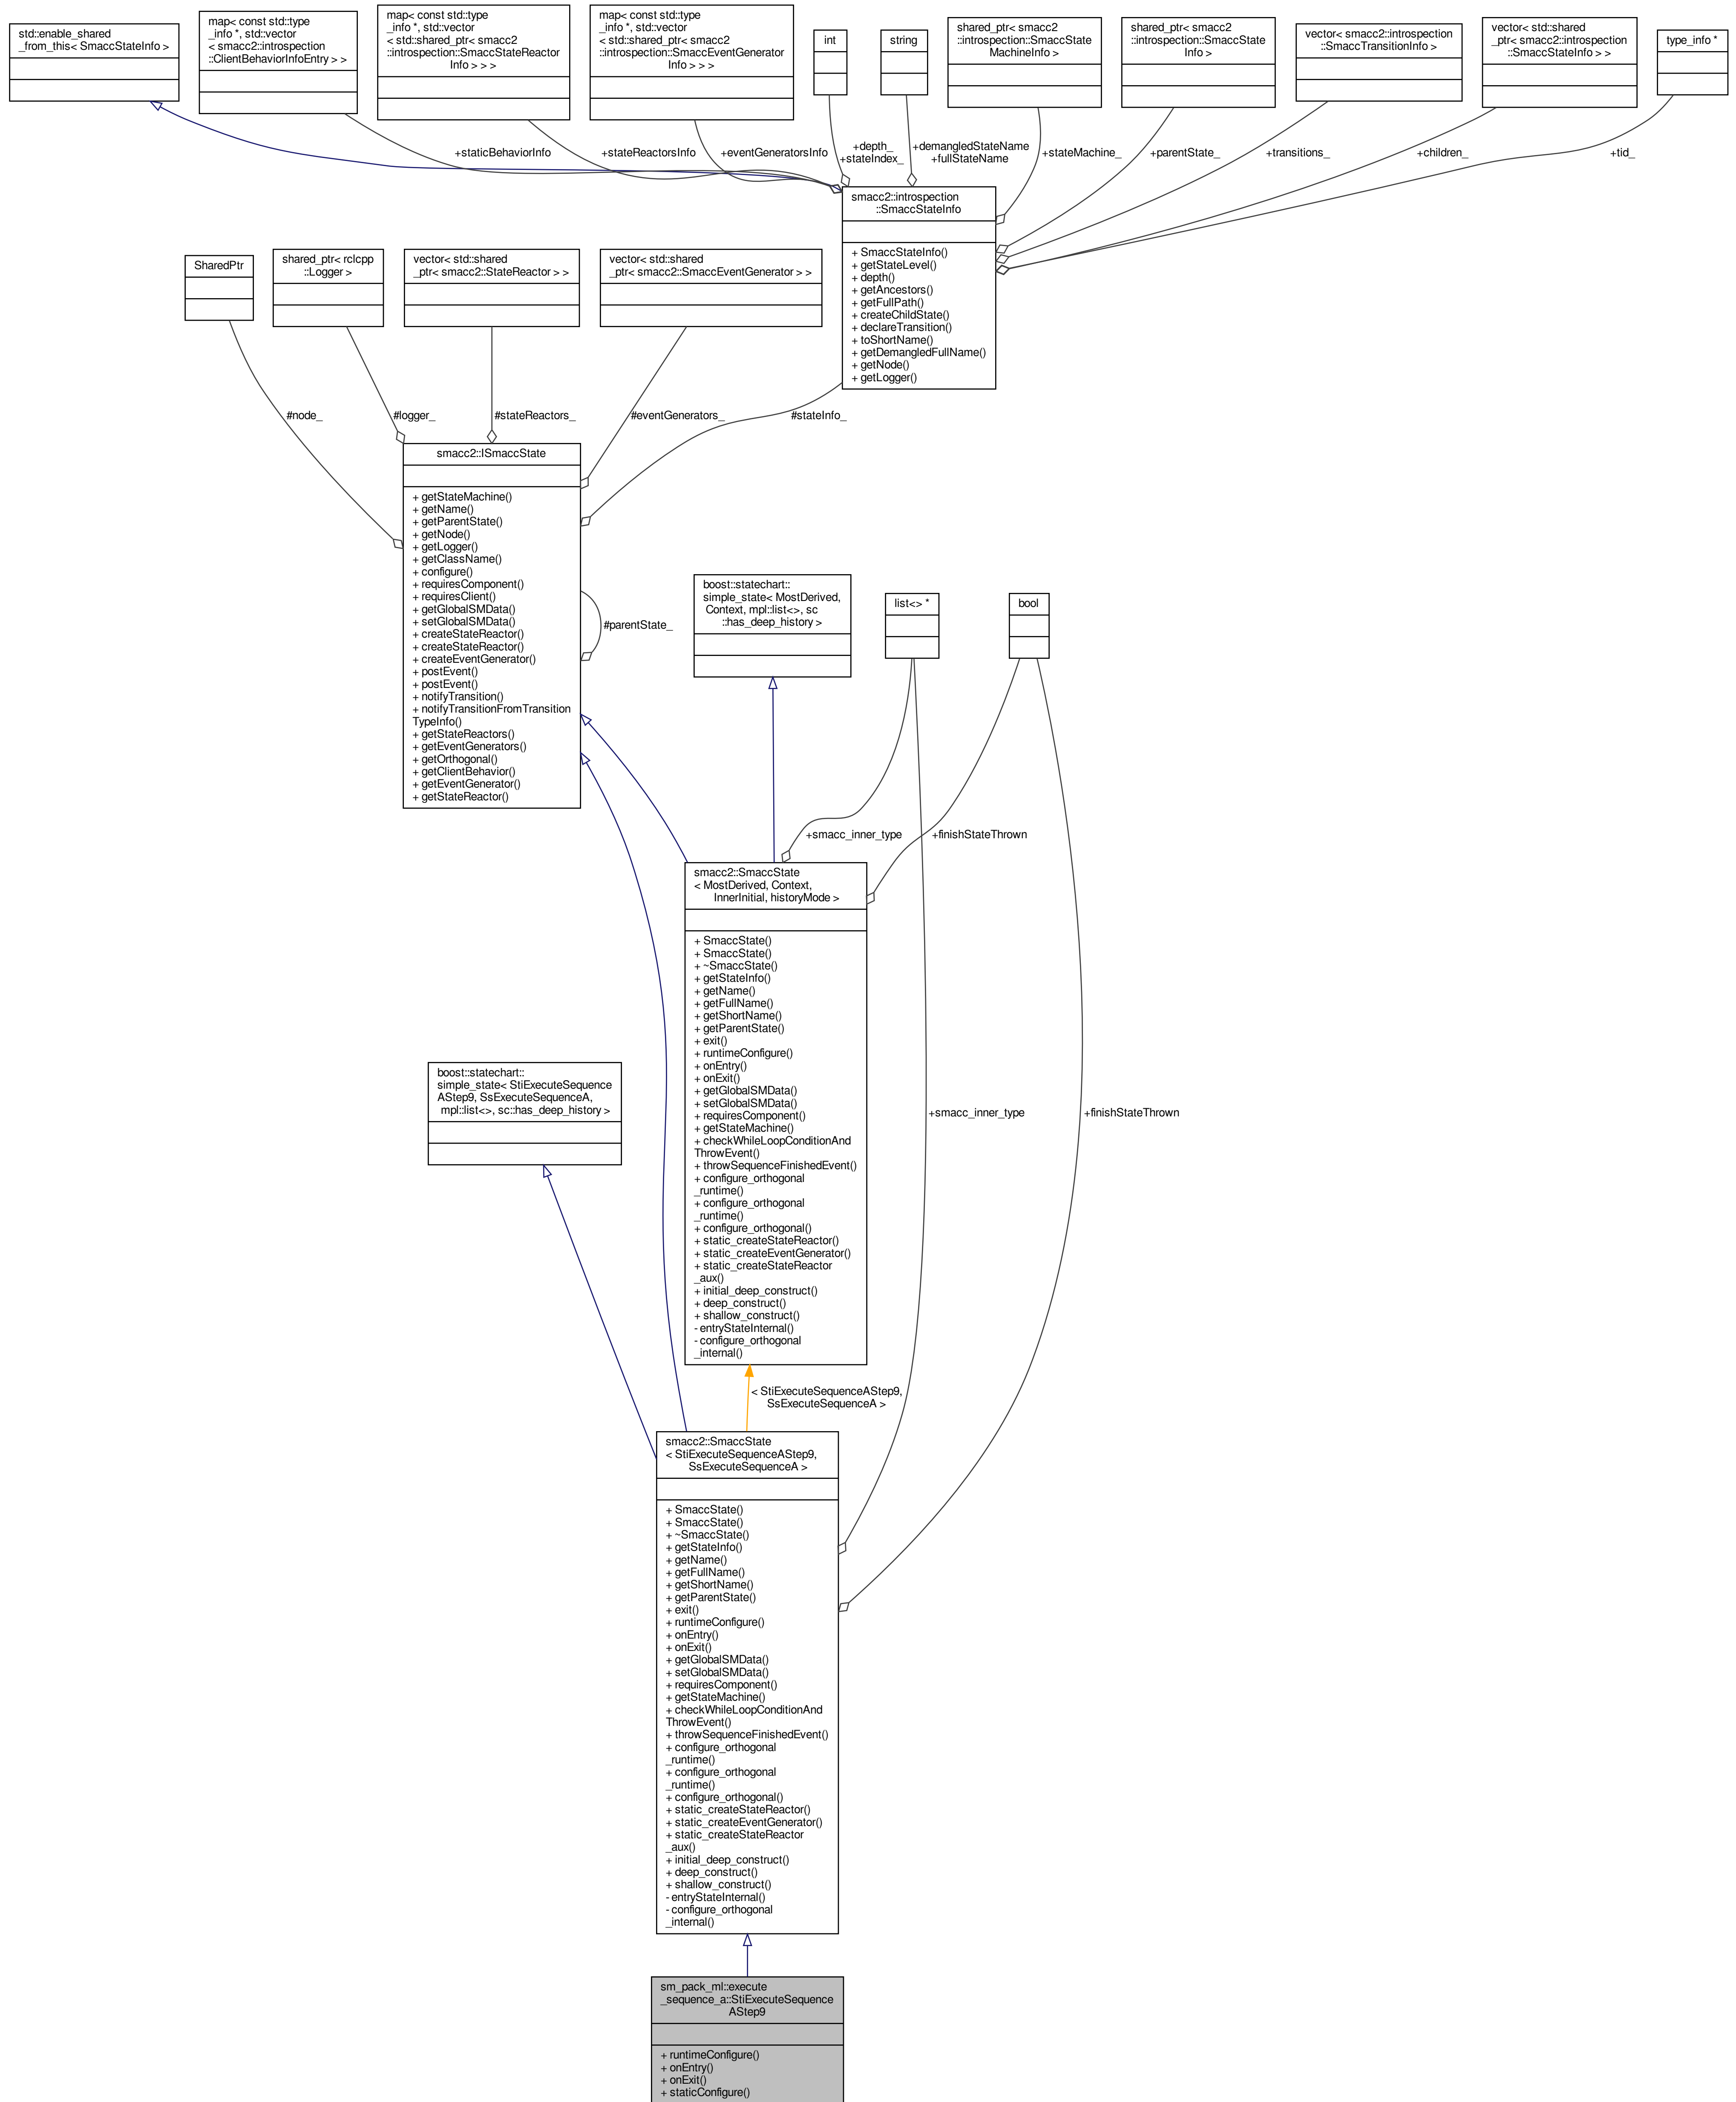 std::enable_shared
_from_this< SmaccStateInfo >
map< const std::type
_info *, std::vector
< smacc2::introspection
::ClientBehaviorInfoEntry > >
map< const std::type
_info *, std::vector
< std::shared_ptr< smacc2
::introspection::SmaccStateReactor
Info > > >
map< const std::type
_info *, std::vector
< std::shared_ptr< smacc2
::introspection::SmaccEventGenerator
Info > > >
int
string
shared_ptr< smacc2
::introspection::SmaccState
MachineInfo >
shared_ptr< smacc2
::introspection::SmaccState
Info >
vector< smacc2::introspection
::SmaccTransitionInfo >
vector< std::shared
_ptr< smacc2::introspection
::SmaccStateInfo > >
type_info *
+staticBehaviorInfo
+stateReactorsInfo
+eventGeneratorsInfo
+depth_
+stateIndex_
+demangledStateName
+fullStateName
+stateMachine_
+parentState_
+transitions_
+children_
+tid_
smacc2::introspection
::SmaccStateInfo
+ SmaccStateInfo()
+ getStateLevel()
+ depth()
+ getAncestors()
+ getFullPath()
+ createChildState()
+ declareTransition()
+ toShortName()
+ getDemangledFullName()
+ getNode()
+ getLogger()
SharedPtr
shared_ptr< rclcpp
::Logger >
vector< std::shared
_ptr< smacc2::StateReactor > >
vector< std::shared
_ptr< smacc2::SmaccEventGenerator > >
#node_
#logger_
#stateReactors_
#eventGenerators_
#stateInfo_
smacc2::ISmaccState
+ getStateMachine()
+ getName()
+ getParentState()
+ getNode()
+ getLogger()
+ getClassName()
+ configure()
+ requiresComponent()
+ requiresClient()
+ getGlobalSMData()
+ setGlobalSMData()
+ createStateReactor()
+ createStateReactor()
+ createEventGenerator()
+ postEvent()
+ postEvent()
+ notifyTransition()
+ notifyTransitionFromTransition
TypeInfo()
+ getStateReactors()
+ getEventGenerators()
+ getOrthogonal()
+ getClientBehavior()
+ getEventGenerator()
+ getStateReactor()
#parentState_
boost::statechart::
simple_state< MostDerived,
Context, mpl::list<>, sc
::has_deep_history >
list<> *
bool
+smacc_inner_type
+finishStateThrown
smacc2::SmaccState
< MostDerived, Context,
InnerInitial, historyMode >
+ SmaccState()
+ SmaccState()
+ ~SmaccState()
+ getStateInfo()
+ getName()
+ getFullName()
+ getShortName()
+ getParentState()
+ exit()
+ runtimeConfigure()
+ onEntry()
+ onExit()
+ getGlobalSMData()
+ setGlobalSMData()
+ requiresComponent()
+ getStateMachine()
+ checkWhileLoopConditionAnd
ThrowEvent()
+ throwSequenceFinishedEvent()
+ configure_orthogonal
_runtime()
+ configure_orthogonal
_runtime()
+ configure_orthogonal()
+ static_createStateReactor()
+ static_createEventGenerator()
+ static_createStateReactor
_aux()
+ initial_deep_construct()
+ deep_construct()
+ shallow_construct()
- entryStateInternal()
- configure_orthogonal
_internal()
boost::statechart::
simple_state< StiExecuteSequence
AStep9, SsExecuteSequenceA,
mpl::list<>, sc::has_deep_history >
+smacc_inner_type
+finishStateThrown
< StiExecuteSequenceAStep9,
SsExecuteSequenceA >
smacc2::SmaccState
< StiExecuteSequenceAStep9,
SsExecuteSequenceA >
+ SmaccState()
+ SmaccState()
+ ~SmaccState()
+ getStateInfo()
+ getName()
+ getFullName()
+ getShortName()
+ getParentState()
+ exit()
+ runtimeConfigure()
+ onEntry()
+ onExit()
+ getGlobalSMData()
+ setGlobalSMData()
+ requiresComponent()
+ getStateMachine()
+ checkWhileLoopConditionAnd
ThrowEvent()
+ throwSequenceFinishedEvent()
+ configure_orthogonal
_runtime()
+ configure_orthogonal
_runtime()
+ configure_orthogonal()
+ static_createStateReactor()
+ static_createEventGenerator()
+ static_createStateReactor
_aux()
+ initial_deep_construct()
+ deep_construct()
+ shallow_construct()
- entryStateInternal()
- configure_orthogonal
_internal()
sm_pack_ml::execute
_sequence_a::StiExecuteSequence
AStep9
+ runtimeConfigure()
+ onEntry()
+ onExit()
+ staticConfigure()